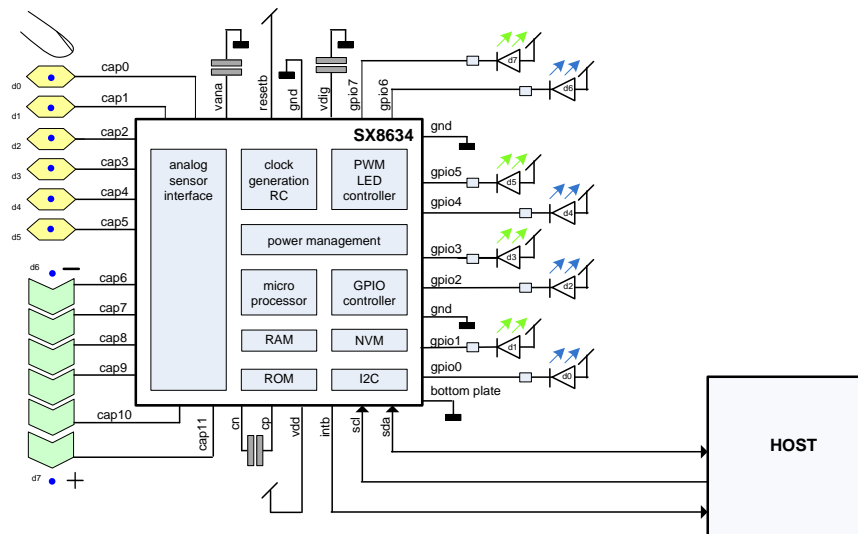 cap0
d0
cap1
d1
cap2
d2
cap3
d3
cap4
d4
cap5
d5
d6
−
cap6
cap7
cap8
cap9
cap10
cap11
d7
+
vana
resetb
gnd
vdig
gpio7
gpio6
d7
d6
SX8634
analog
sensor
interface
clock
generation
RC
PWM
LED
controller
power management
micro
processor
GPIO
controller
RAM
NVM
ROM
I2C
gnd
gpio5
d5
gpio4
d4
gpio3
d3
gpio2
d2
gnd
gpio1
d1
gpio0
d0
bottom plate
cn
cp
vdd
intb
scl
sda
HOST